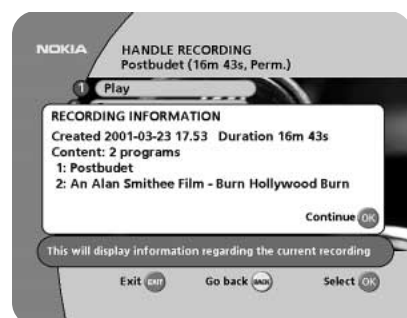 NOKIA
HANDLE RECORDING
Postbudet (16m 43s, Perm.)
1 Play
RECORDING INFORMATION
Created 2001-03-23 17.53 Duration 16m 43s
Content: 2 programs
1: Postbudet
2: An Alan Smithee Film - Burn Hollywood Burn
Continue OK
This will display information regarding the current recording
Exit EXIT Go back BACK Select OK